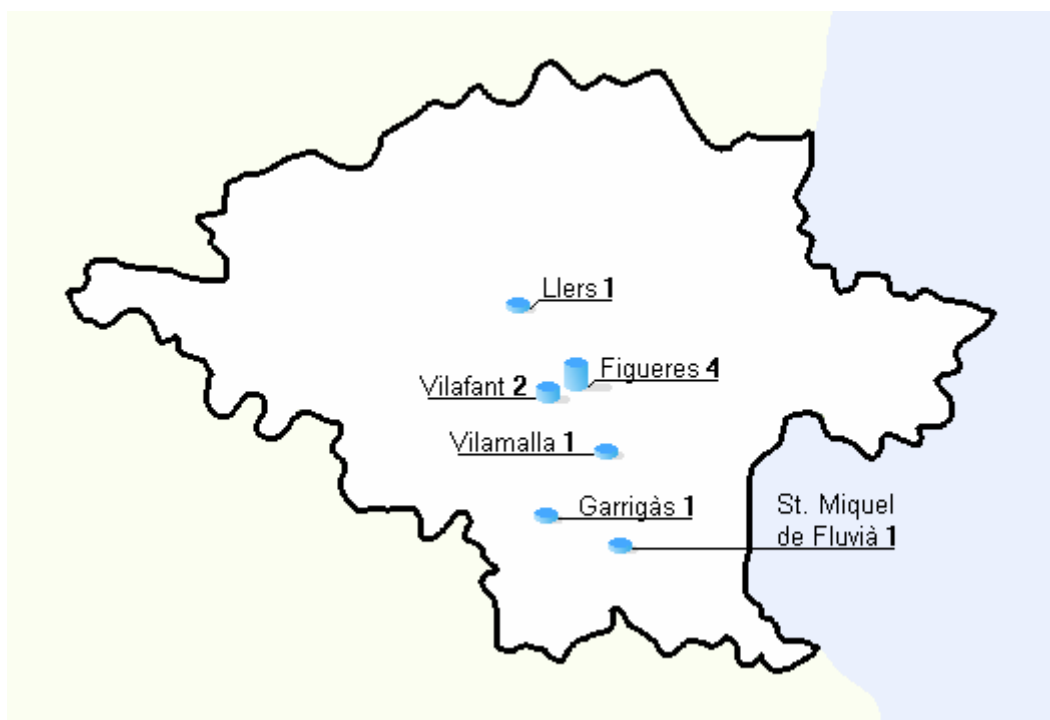 Llers 1
Figueres 4
Vilafant 2
Vilamalla 1
Garrigàs 1
St. Miquel
de Fluvià 1